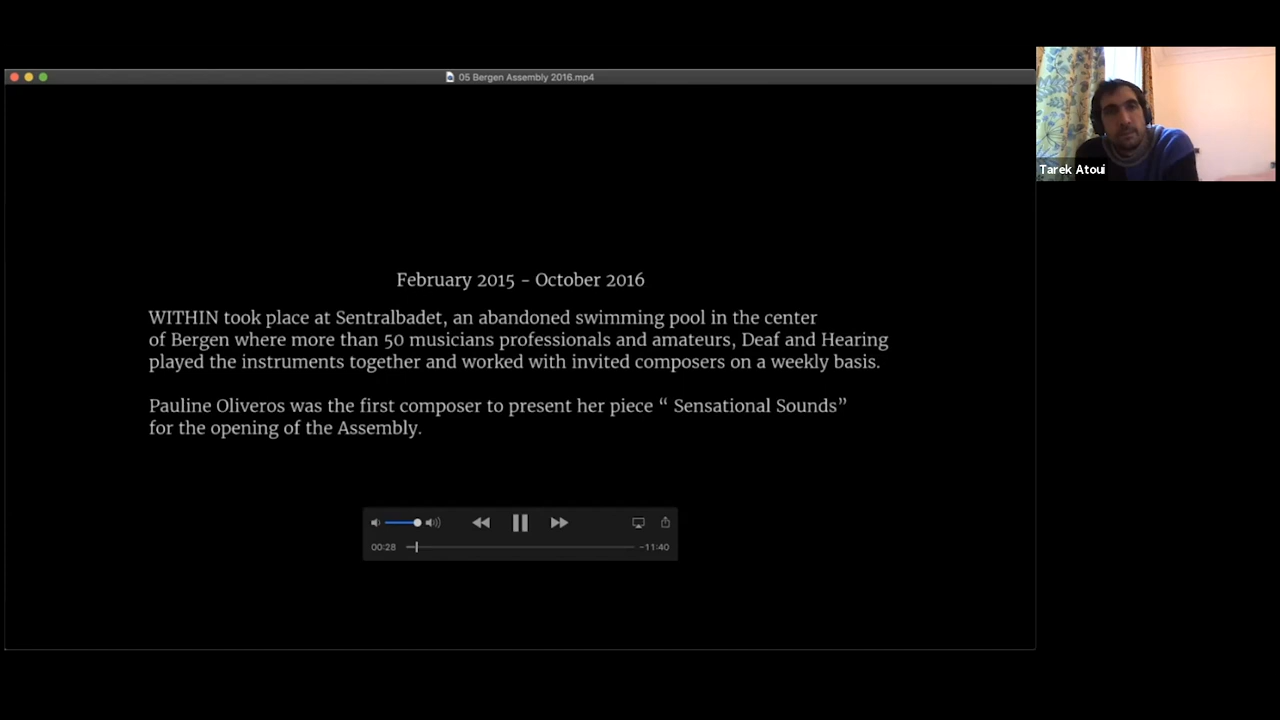 05 Bergen Assembly 2016.mp4
Tarek Atoui
February 2015 - October 2016
WITHIN took place at Sentralbadet, an abandoned swimming pool in the center
of Bergen where more than 50 musicians professionals and amateurs, Deaf and Hearing
played the instruments together and worked with invited composers on a weekly basis.
Pauline Oliveros was the first composer to present her piece “ Sensational Sounds”
for the opening of the Assembly.
00:28
-11:40